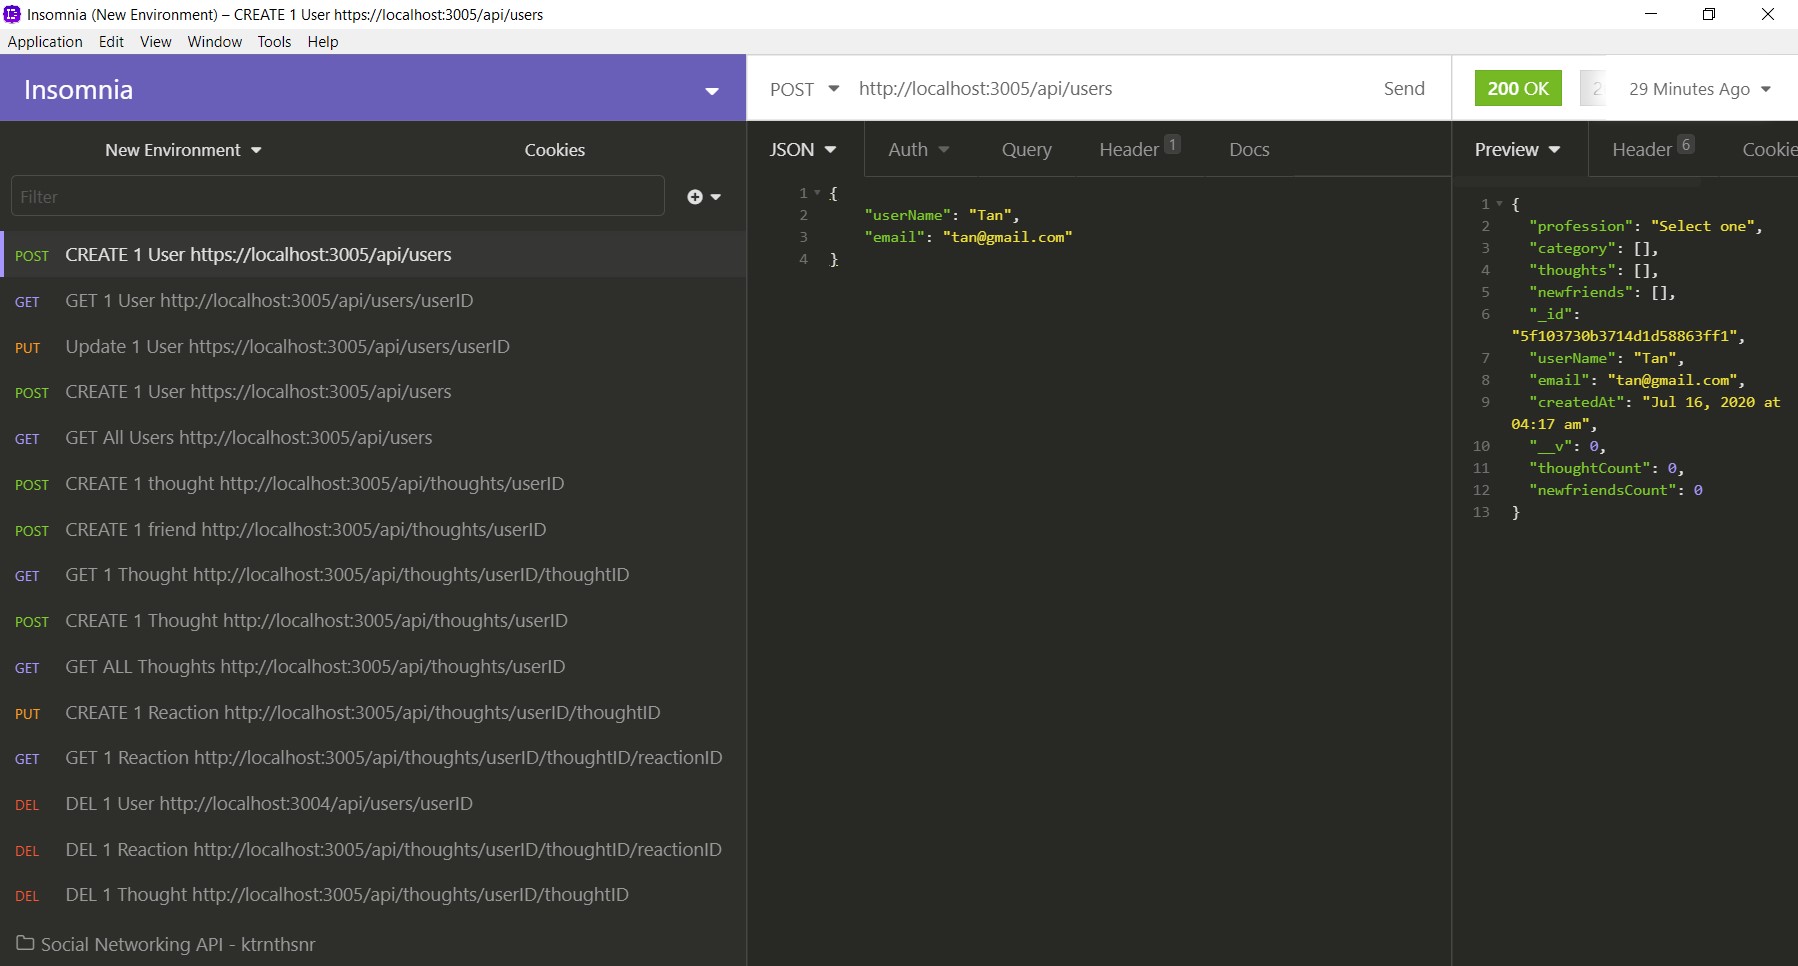 Insomnia (New Environment) – CREATE 1 User https://localhost:3005/api/users
Application Edit View Window Tools Help
Insomnia
New Environment Cookies
Filter
POST CREATE 1 User https://localhost:3005/api/users
GET GET 1 User http://localhost:3005/api/users/userID
PUT Update 1 User https://localhost:3005/api/users/userID
POST CREATE 1 User https://localhost:3005/api/users
GET GET All Users http://localhost:3005/api/users
POST CREATE 1 thought http://localhost:3005/api/thoughts/userID
POST CREATE 1 friend http://localhost:3005/api/thoughts/userID
GET GET 1 Thought http://localhost:3005/api/thoughts/userID/thoughtID
POST CREATE 1 Thought http://localhost:3005/api/thoughts/userID
GET GET ALL Thoughts http://localhost:3005/api/thoughts/userID
PUT CREATE 1 Reaction http://localhost:3005/api/thoughts/userID/thoughtID
GET GET 1 Reaction http://localhost:3005/api/thoughts/userID/thoughtID/reactionID
DEL DEL 1 User http://localhost:3004/api/users/userID
DEL DEL 1 Reaction http://localhost:3005/api/thoughts/userID/thoughtID/reactionID
DEL DEL 1 Thought http://localhost:3005/api/thoughts/userID/thoughtID
Social Networking API - ktrnthsnr
POST http://localhost:3005/api/users Send
JSON Auth Query Header 1 Docs
1 {
2 "userName": "Tan",
3 "email": "tan@gmail.com"
4 }
200 OK 2 29 Minutes Ago
Preview Header 6 Cookie
1 {
2 "profession": "Select one",
3 "category": [],
4 "thoughts": [],
5 "newfriends": [],
6 "_id":
"5f103730b3714d1d58863ff1",
7 "userName": "Tan",
8 "email": "tan@gmail.com",
9 "createdAt": "Jul 16, 2020 at
04:17 am",
10 "__v": 0,
11 "thoughtCount": 0,
12 "newfriendsCount": 0
13 }